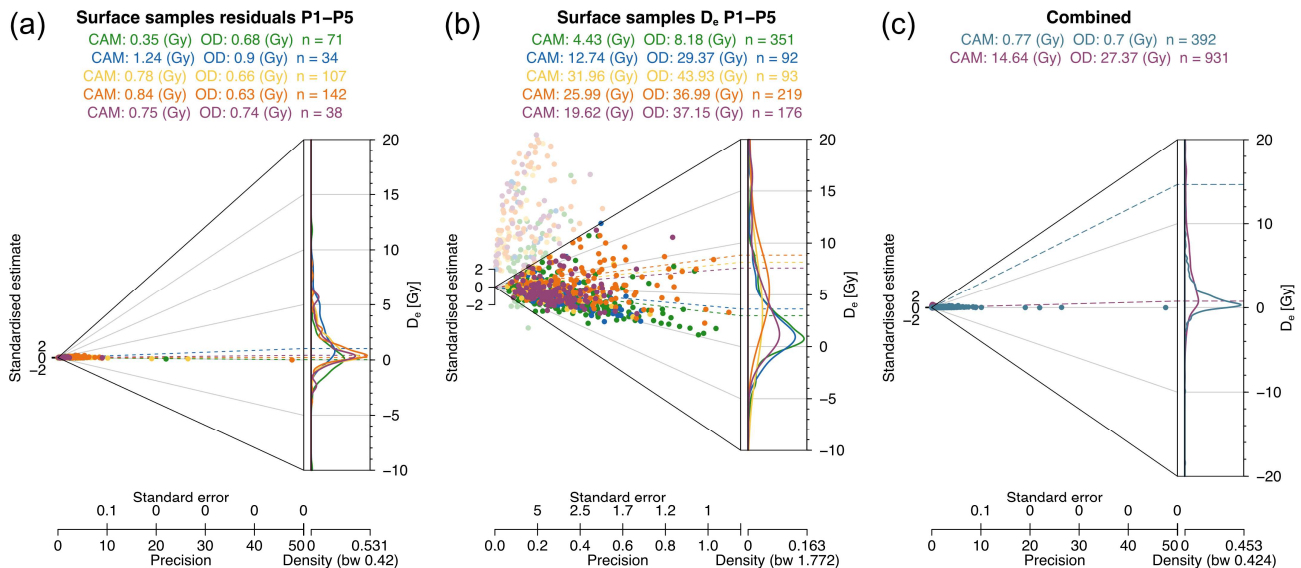 (a)
Surface samples residuals P1–P5
CAM: 0.35 (Gy) OD: 0.68 (Gy) n = 71
CAM: 1.24 (Gy) OD: 0.9 (Gy) n = 34
CAM: 0.78 (Gy) OD: 0.66 (Gy) n = 107
CAM: 0.84 (Gy) OD: 0.63 (Gy) n = 142
CAM: 0.75 (Gy) OD: 0.74 (Gy) n = 38
20
15
10
5
0
−5
−10
De [Gy]
Standardised estimate
2
0
−2
Standard error
0.1 0 0 0 0
0 10 20 30 40 50
Precision
0.531
Density (bw 0.42)
(b)
Surface samples De P1–P5
CAM: 4.43 (Gy) OD: 8.18 (Gy) n = 351
CAM: 12.74 (Gy) OD: 29.37 (Gy) n = 92
CAM: 31.96 (Gy) OD: 43.93 (Gy) n = 93
CAM: 25.99 (Gy) OD: 36.99 (Gy) n = 219
CAM: 19.62 (Gy) OD: 37.15 (Gy) n = 176
20
15
10
5
0
−5
−10
De [Gy]
Standardised estimate
2
0
−2
Standard error
5 2.5 1.7 1.2 1
0.0 0.2 0.4 0.6 0.8 1.0
Precision
0 0.163
Density (bw 1.772)
(c)
Combined
CAM: 0.77 (Gy) OD: 0.7 (Gy) n = 392
CAM: 14.64 (Gy) OD: 27.37 (Gy) n = 931
20
10
0
−10
−20
De [Gy]
Standardised estimate
2
0
−2
Standard error
0.1 0 0 0 0
0 10 20 30 40 50
Precision
0 0.453
Density (bw 0.424)